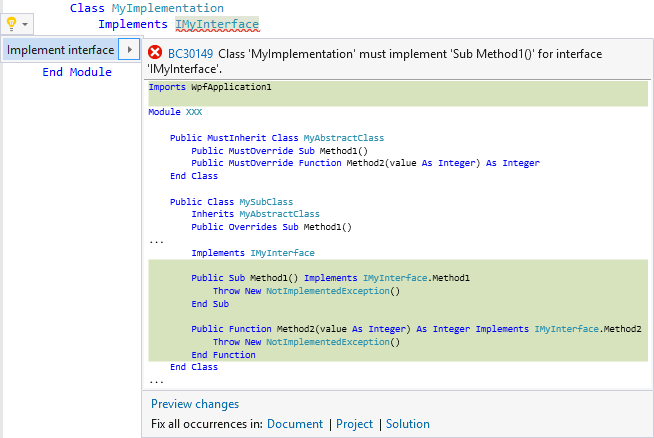 Class MyImplementation
Implements IMyInterface
Implement interface
End Module
BC30149 Class 'MyImplementation' must implement 'Sub Method1()' for interface
'IMyInterface'.
Imports WpfApplication1
Module XXX
Public MustInherit Class MyAbstractClass
Public MustOverride Sub Method1()
Public MustOverride Function Method2(value As Integer) As Integer
End Class
Public Class MySubClass
Inherits MyAbstractClass
Public Overrides Sub Method1()
...
Implements IMyInterface
Public Sub Method1() Implements IMyInterface.Method1
Throw New NotImplementedException()
End Sub
Public Function Method2(value As Integer) As Integer Implements IMyInterface.Method2
Throw New NotImplementedException()
End Function
End Class
...
Preview changes
Fix all occurrences in: Document | Project | Solution